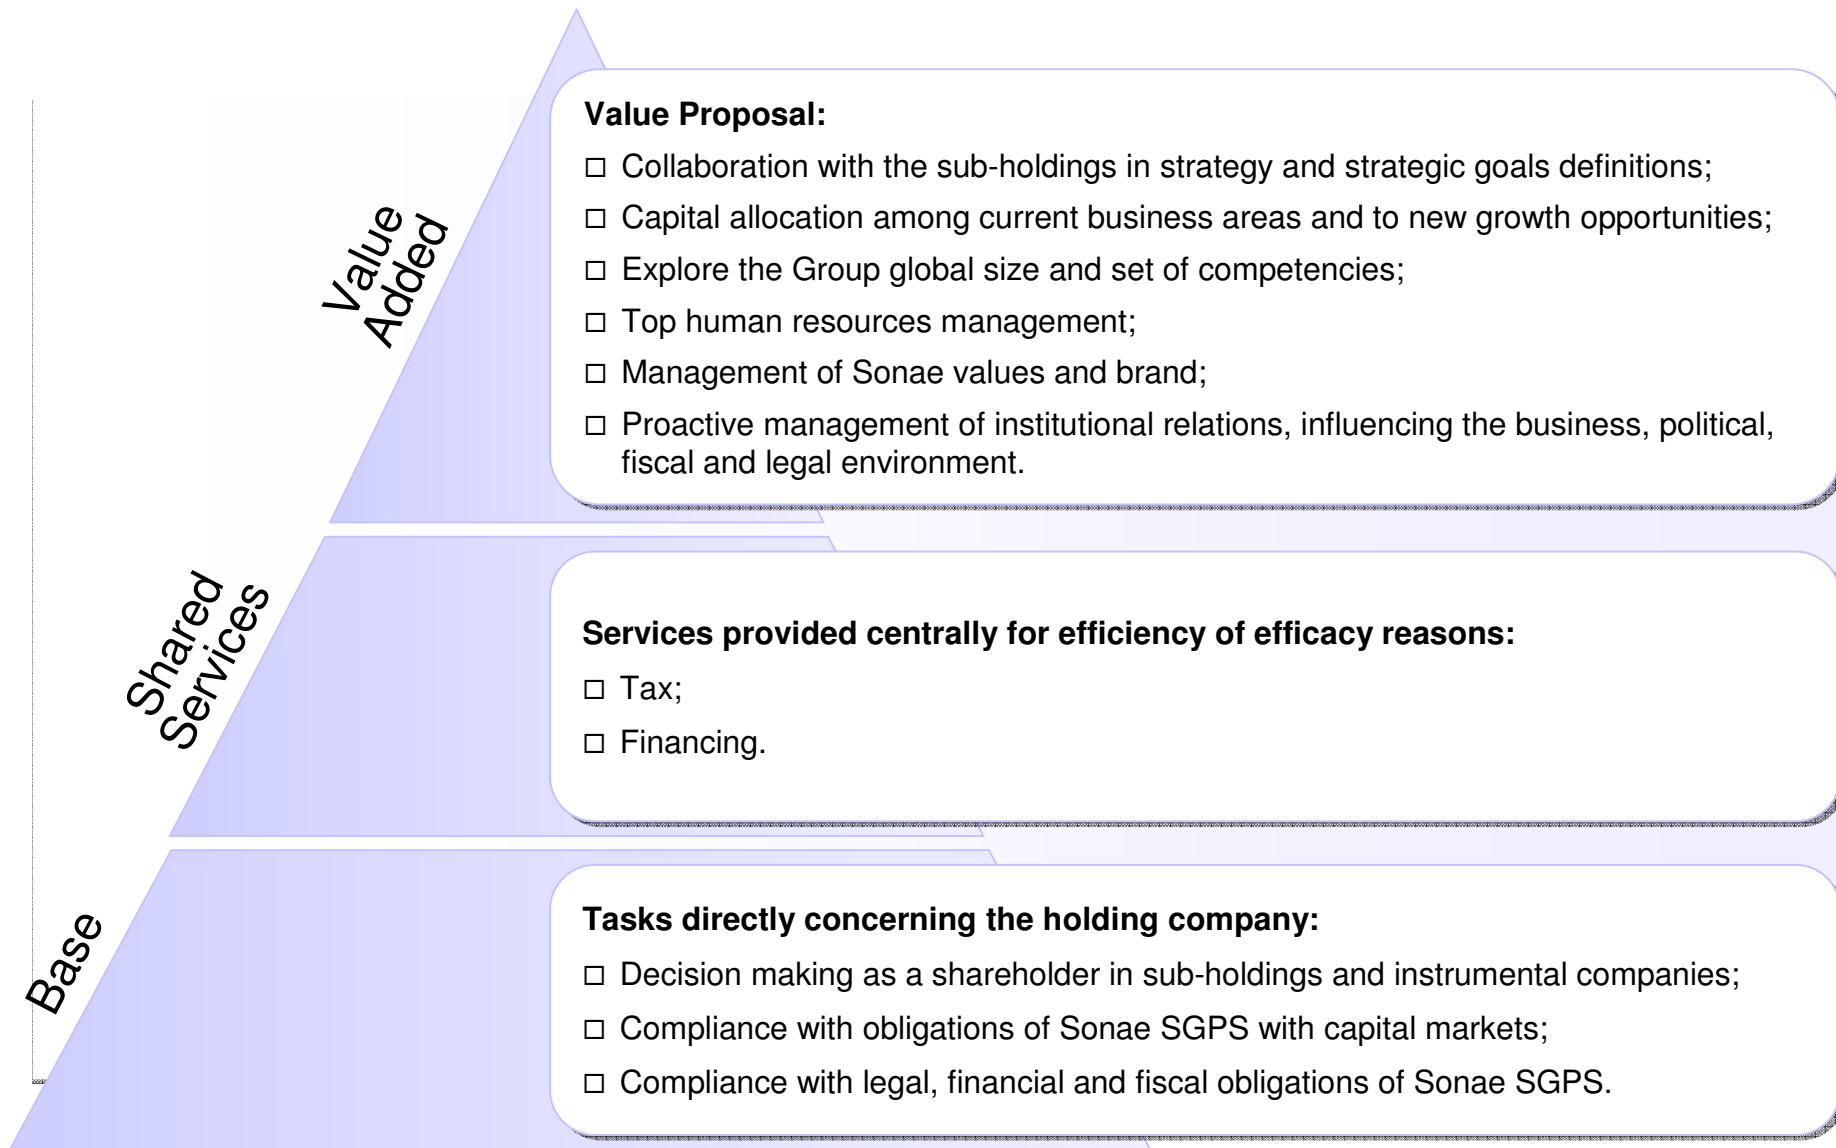 Value
Added
Value Proposal:
□ Collaboration with the sub-holdings in strategy and strategic goals definitions;
□ Capital allocation among current business areas and to new growth opportunities;
□ Explore the Group global size and set of competencies;
□ Top human resources management;
□ Management of Sonae values and brand;
□ Proactive management of institutional relations, influencing the business, political,
fiscal and legal environment.
Shared
Services
Services provided centrally for efficiency of efficacy reasons:
□ Tax;
□ Financing.
Base
Tasks directly concerning the holding company:
□ Decision making as a shareholder in sub-holdings and instrumental companies;
□ Compliance with obligations of Sonae SGPS with capital markets;
□ Compliance with legal, financial and fiscal obligations of Sonae SGPS.